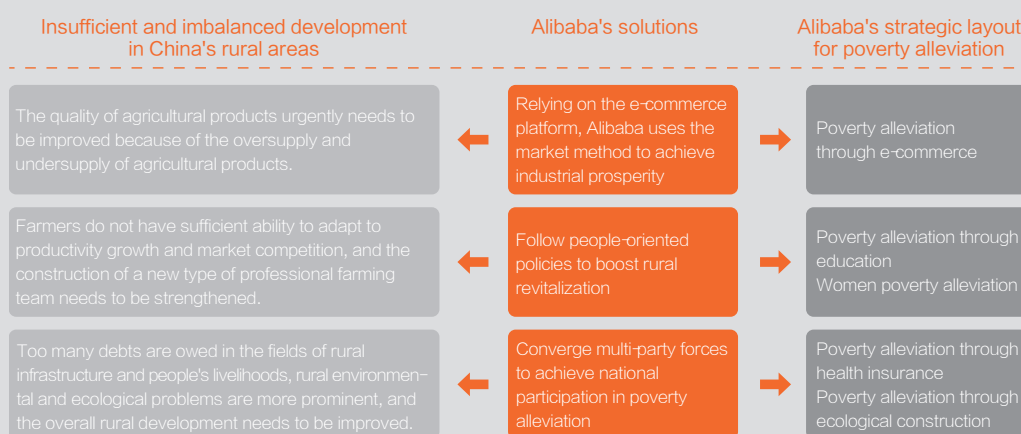 Insufficient and imbalanced development
in China's rural areas
Alibaba's solutions
Alibaba's strategic layout
for poverty alleviation
The quality of agricultural products urgently needs to
be improved because of the oversupply and
undersupply of agricultural products.
Relying on the e-commerce
platform, Alibaba uses the
market method to achieve
industrial prosperity
Poverty alleviation
through e-commerce
Farmers do not have sufficient ability to adapt to
productivity growth and market competition, and the
construction of a new type of professional farming
team needs to be strengthened.
Follow people-oriented
policies to boost rural
revitalization
Poverty alleviation through
education
Women poverty alleviation
Too many debts are owed in the fields of rural
infrastructure and people's livelihoods, rural environmen-
tal and ecological problems are more prominent, and
the overall rural development needs to be improved.
Converge multi-party forces
to achieve national
participation in poverty
alleviation
Poverty alleviation through
health insurance
Poverty alleviation through
ecological construction